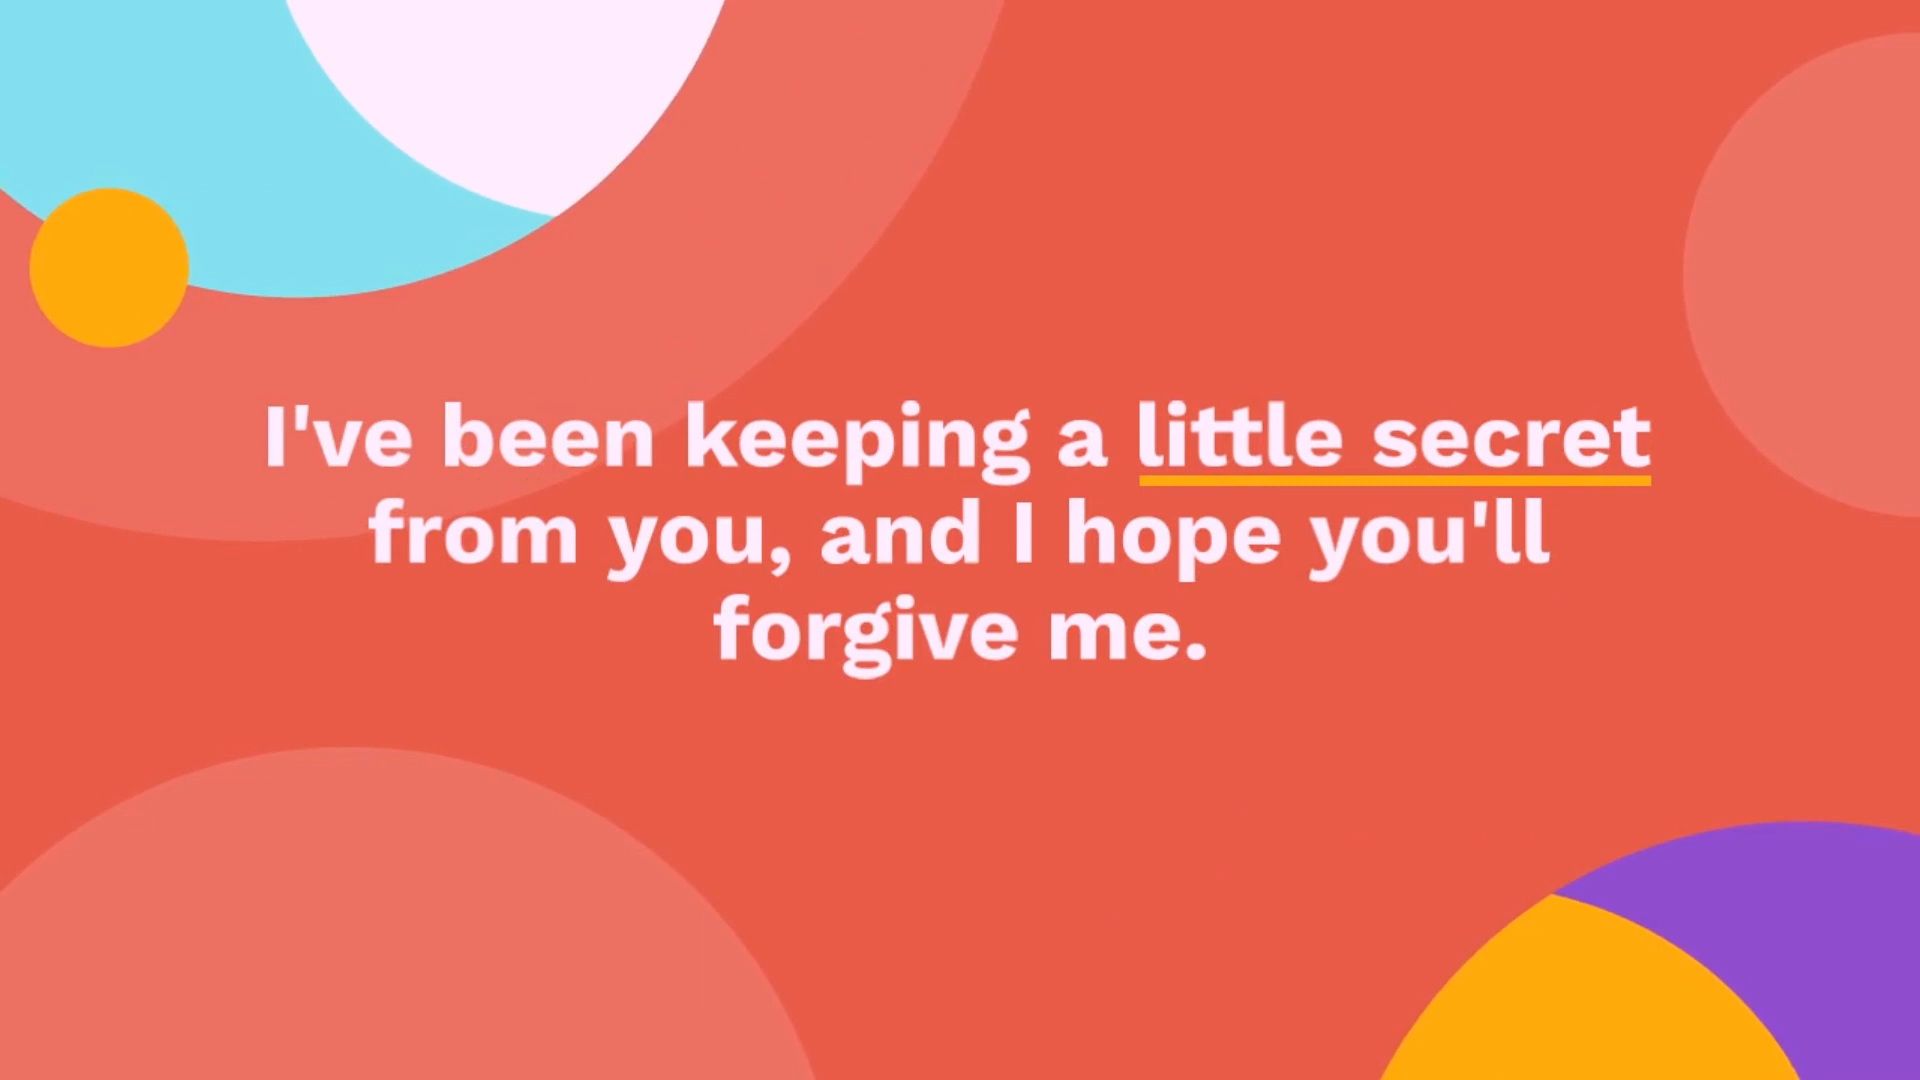 I've been keeping a little secret
from you, and I hope you'll
forgive me.